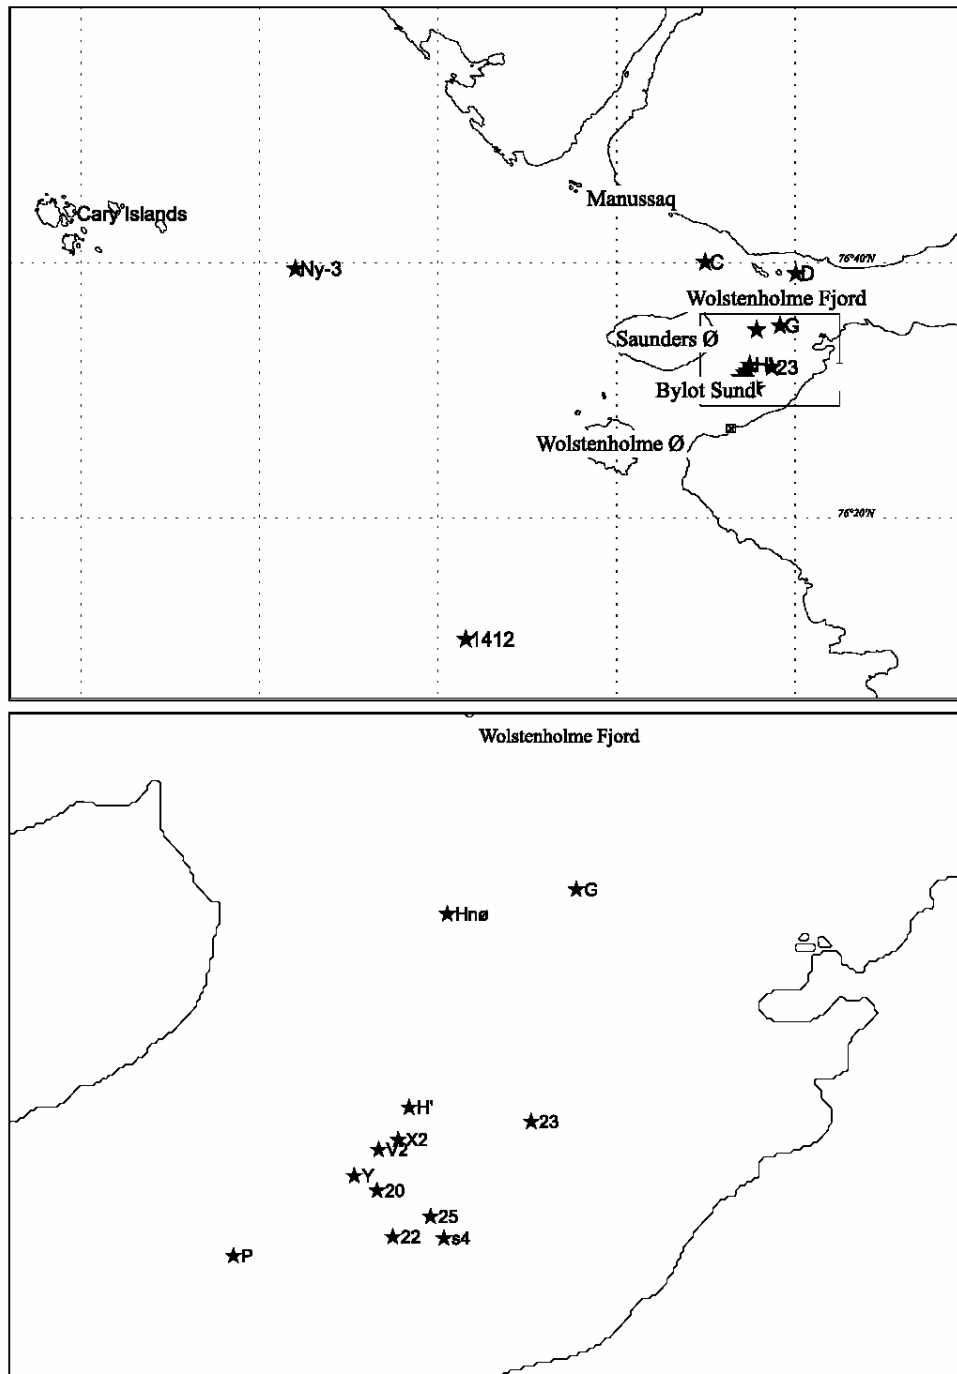 Manussaq
Cary Islands
Ny-3
C
D
76°40'N
Wolstenholme Fjord
G
Saunders Ø
23
Bylot Sund
Wolstenholme Ø
76°20'N
1412
Wolstenholme Fjord
G
Hnø
H'
23
X2
V2
Y
20
25
22
s4
P